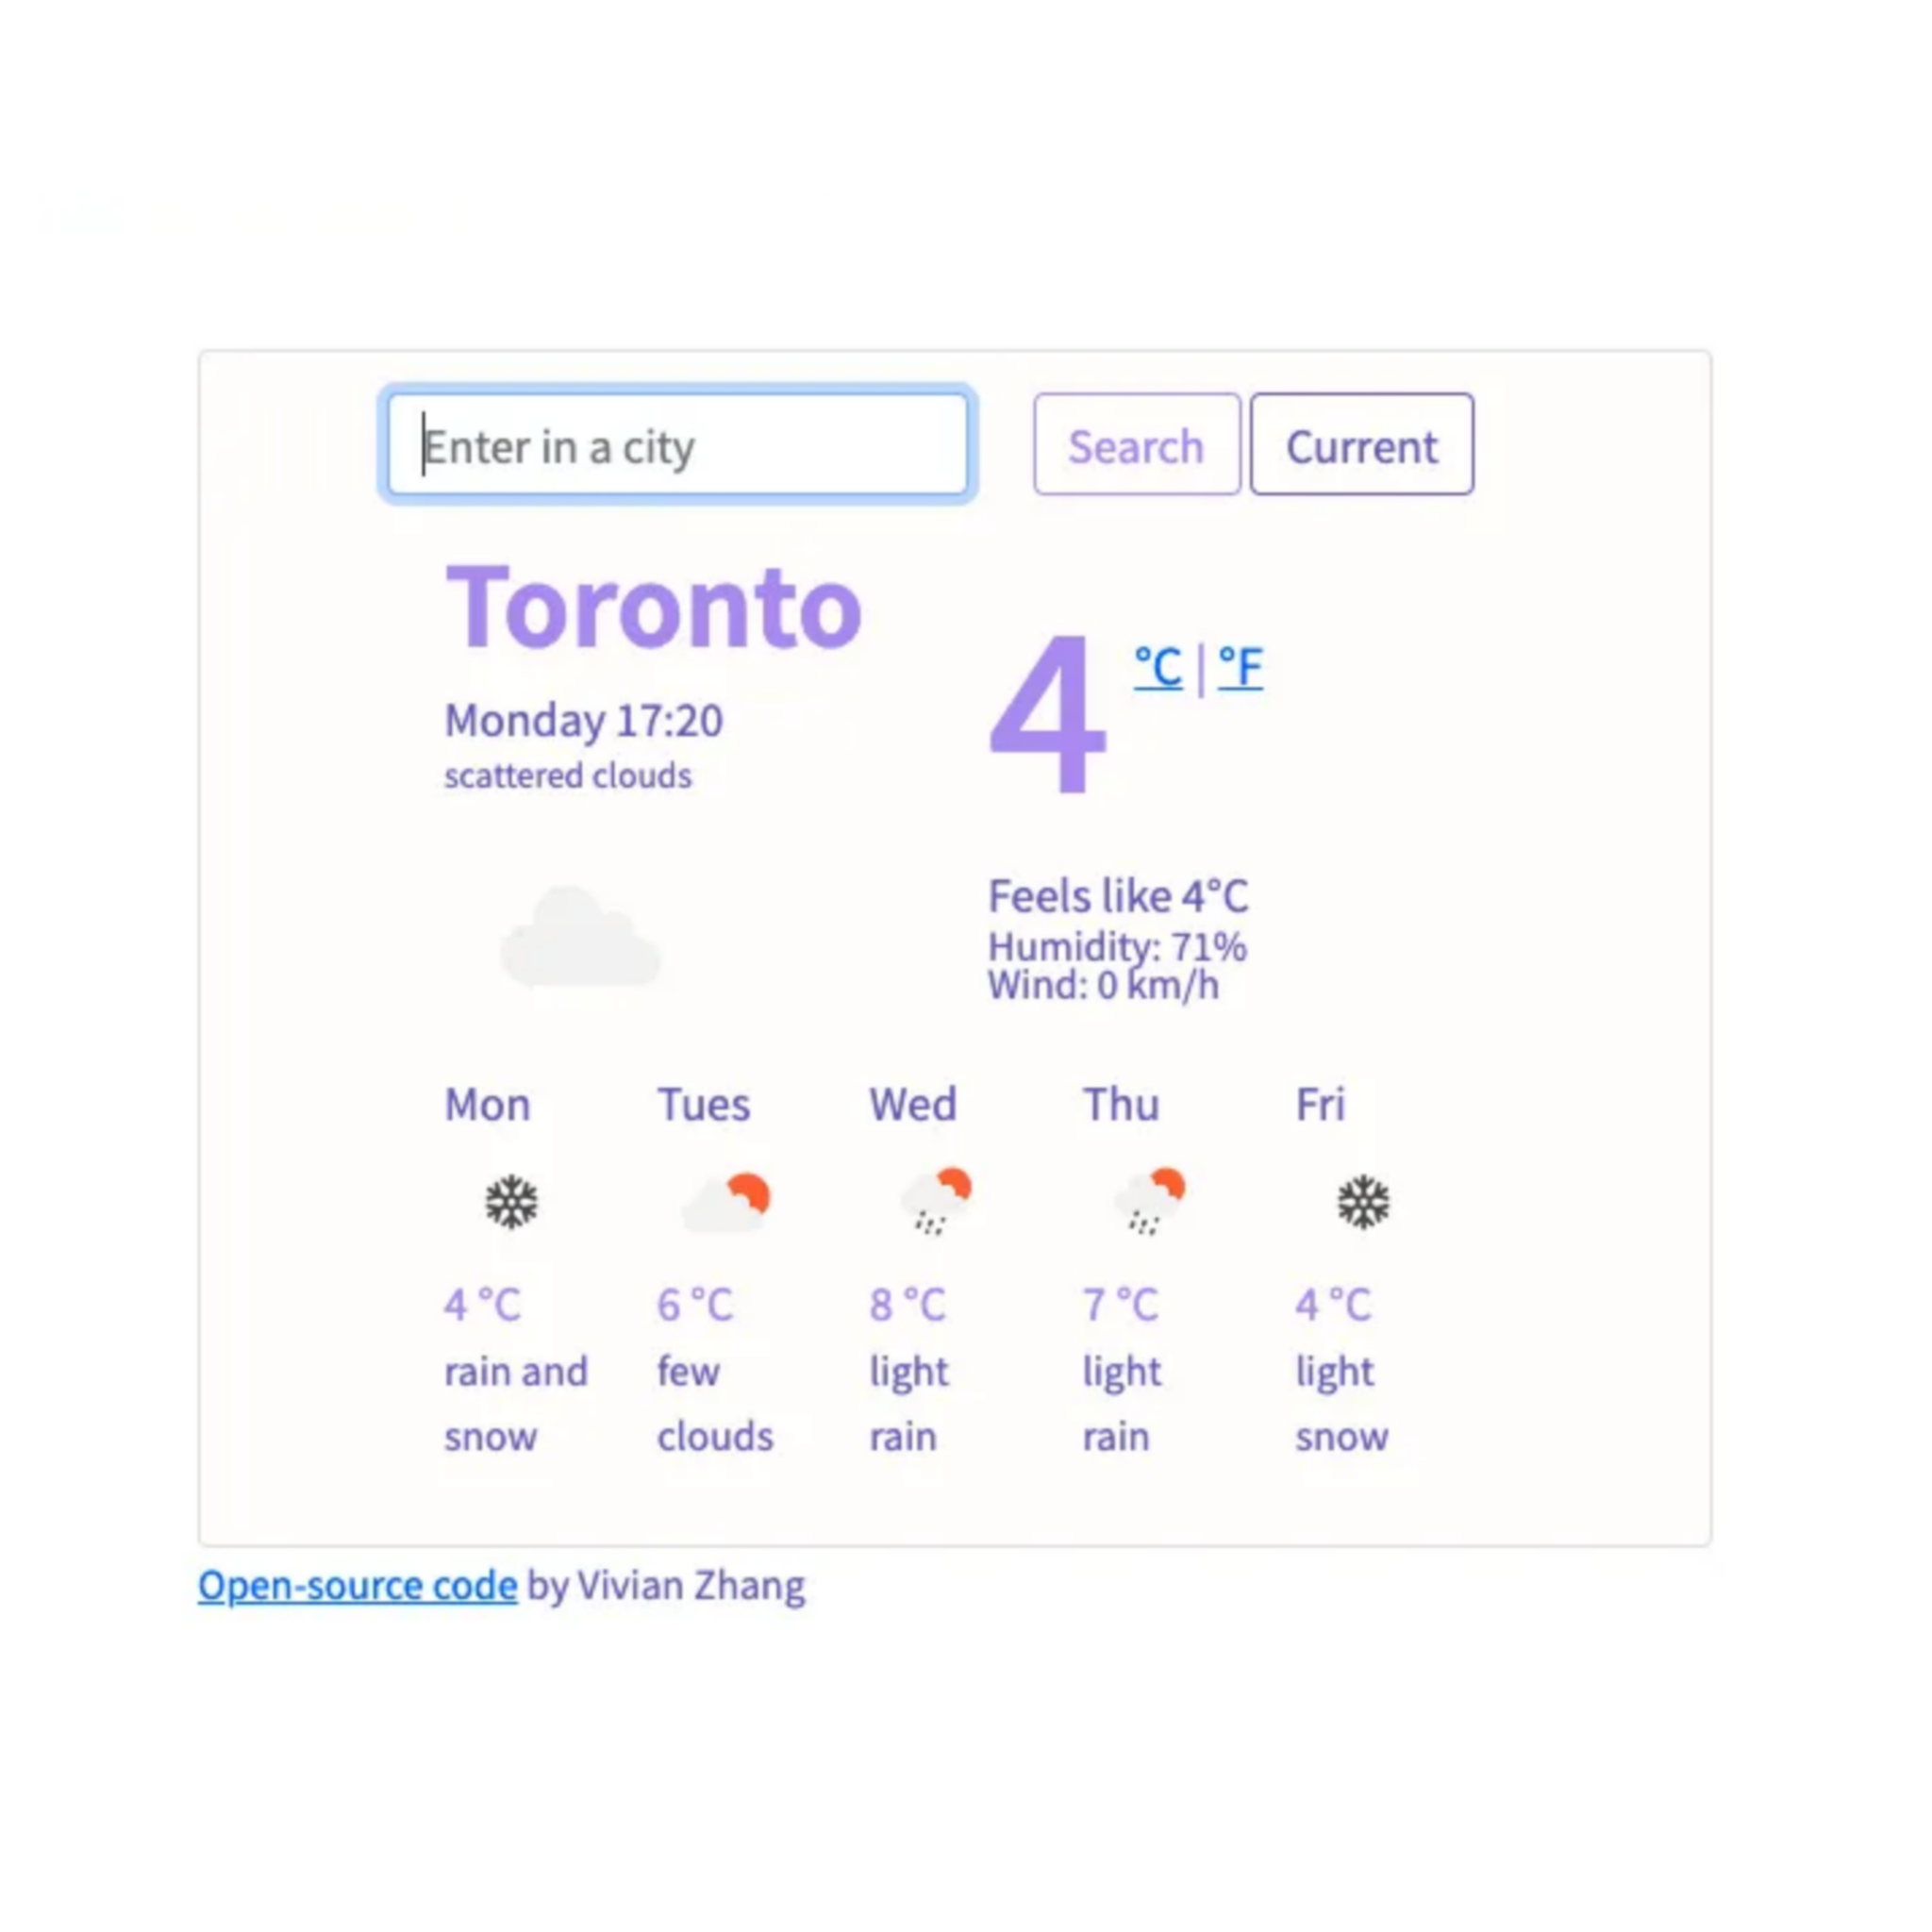 Enter in a city
Search
Current
Toronto
Monday 17:20
scattered clouds
4 °C | °F
Feels like 4°C
Humidity: 71%
Wind: 0 km/h
Mon Tues Wed Thu Fri
4 °C 6 °C 8 °C 7 °C 4 °C
rain and few light light light
snow clouds rain rain snow
Open-source code by Vivian Zhang